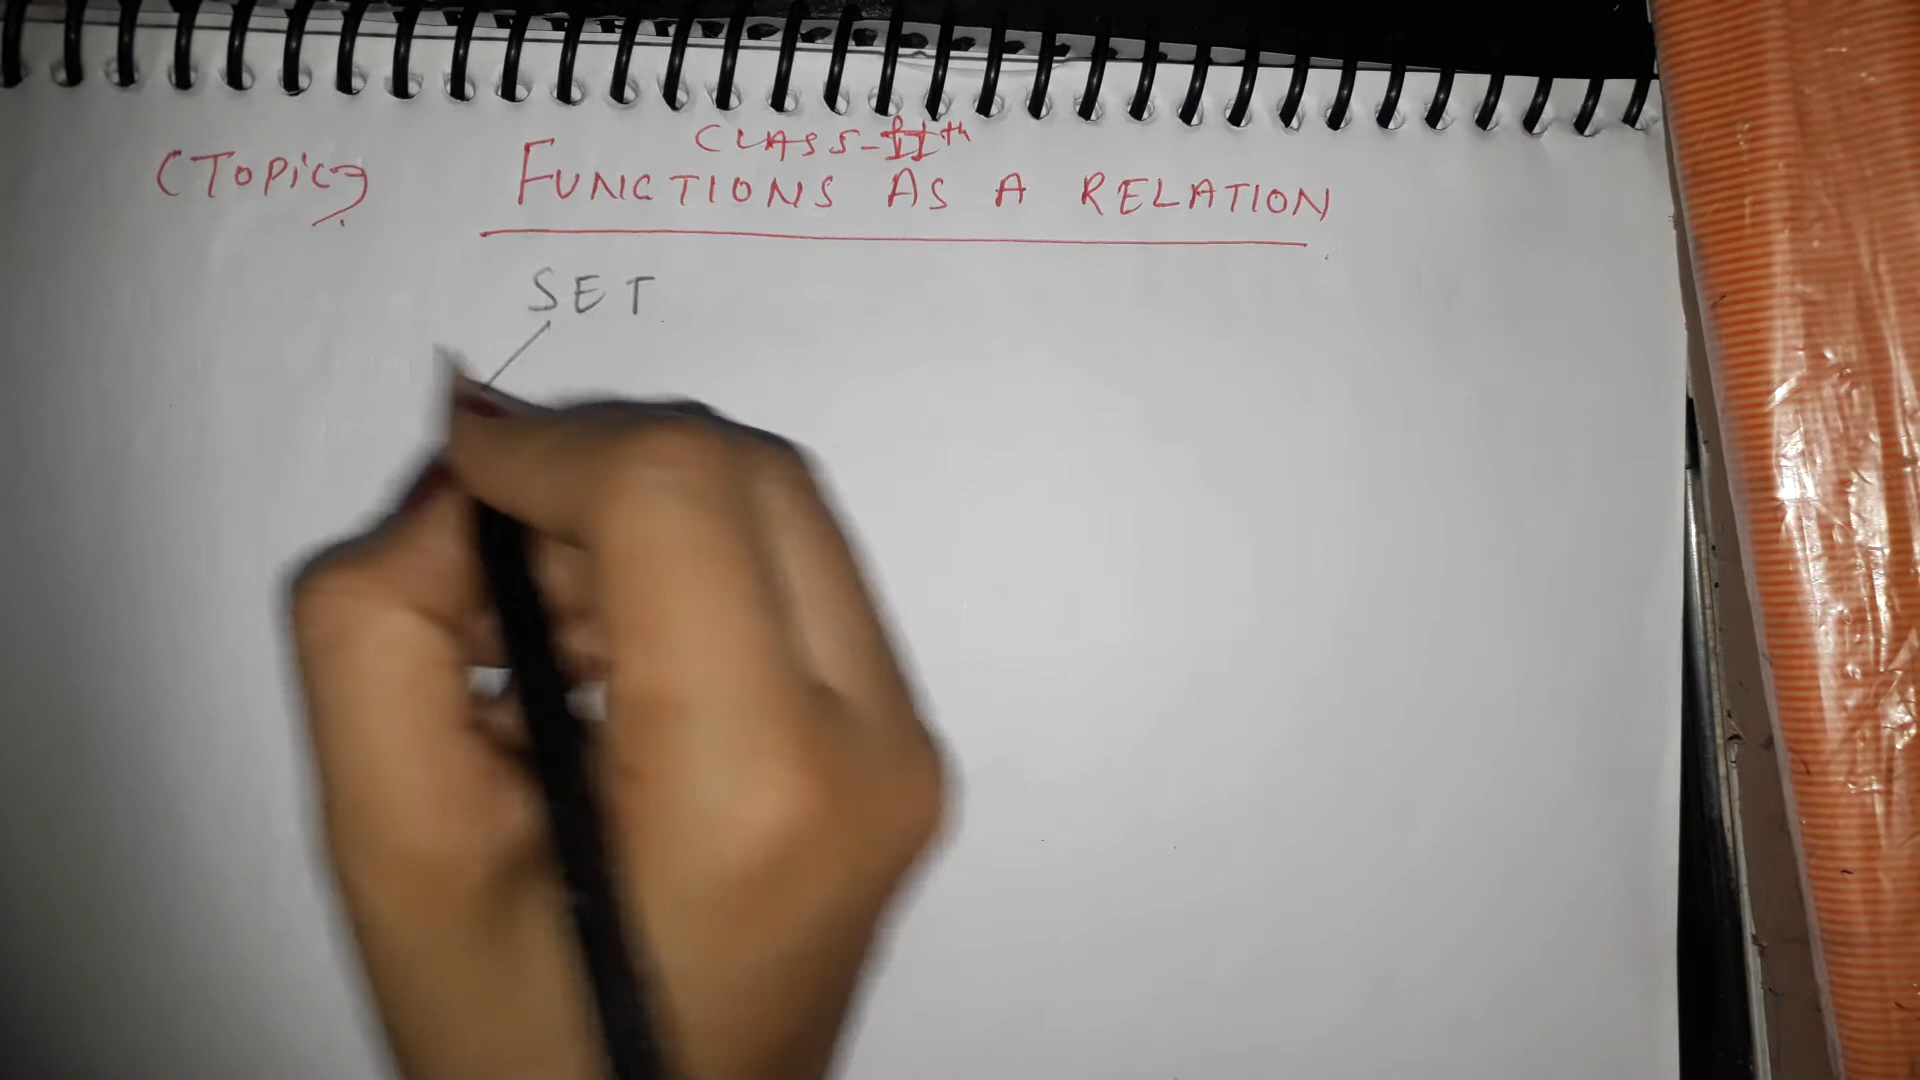 CLASS-11th
(TOPIC) FUNCTIONS AS A RELATION
SET